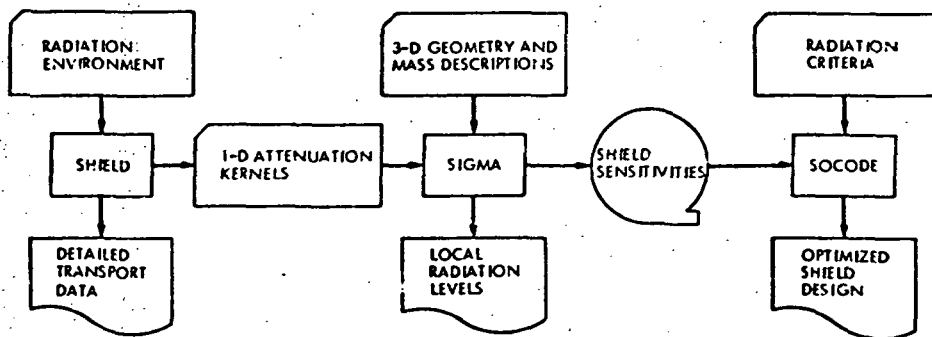 RADIATION
ENVIRONMENT
3-D GEOMETRY AND
MASS DESCRIPTIONS
RADIATION
CRITERIA
SHIELD
1-D ATTENUATION
KERNELS
SIGMA
SHIELD
SENSITIVITIES
SOCODE
DETAILED
TRANSPORT
DATA
LOCAL
RADIATION
LEVELS
OPTIMIZED
SHIELD
DESIGN